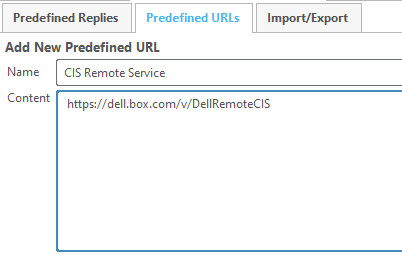 Predefined Replies Predefined URLs Import/Export
Add New Predefined URL
Name CIS Remote Service
Content https://dell.box.com/v/DellRemoteCIS